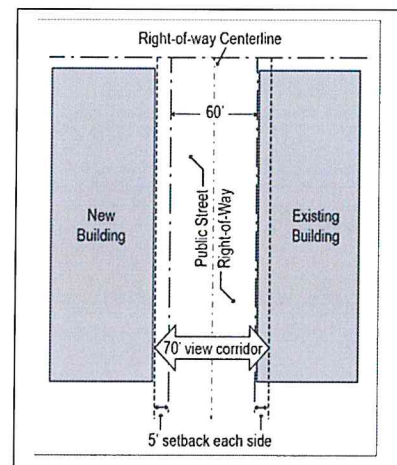 Right-of-way Centerline
60'
Public Street
Right-of-Way
New
Building
Existing
Building
70' view corridor
5' setback each side